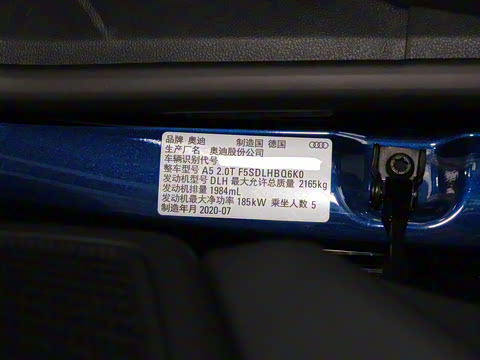 品牌 奥迪 制造国 德国
生产厂名 奥迪股份公司
车辆识别代号
整车型号 A5 2.0T F5SDLHBQ6K0
发动机型号 DLH 最大允许总质量 2165kg
发动机排量 1984mL
发动机最大净功率 185kW 乘坐人数 5
制造年月 2020-07